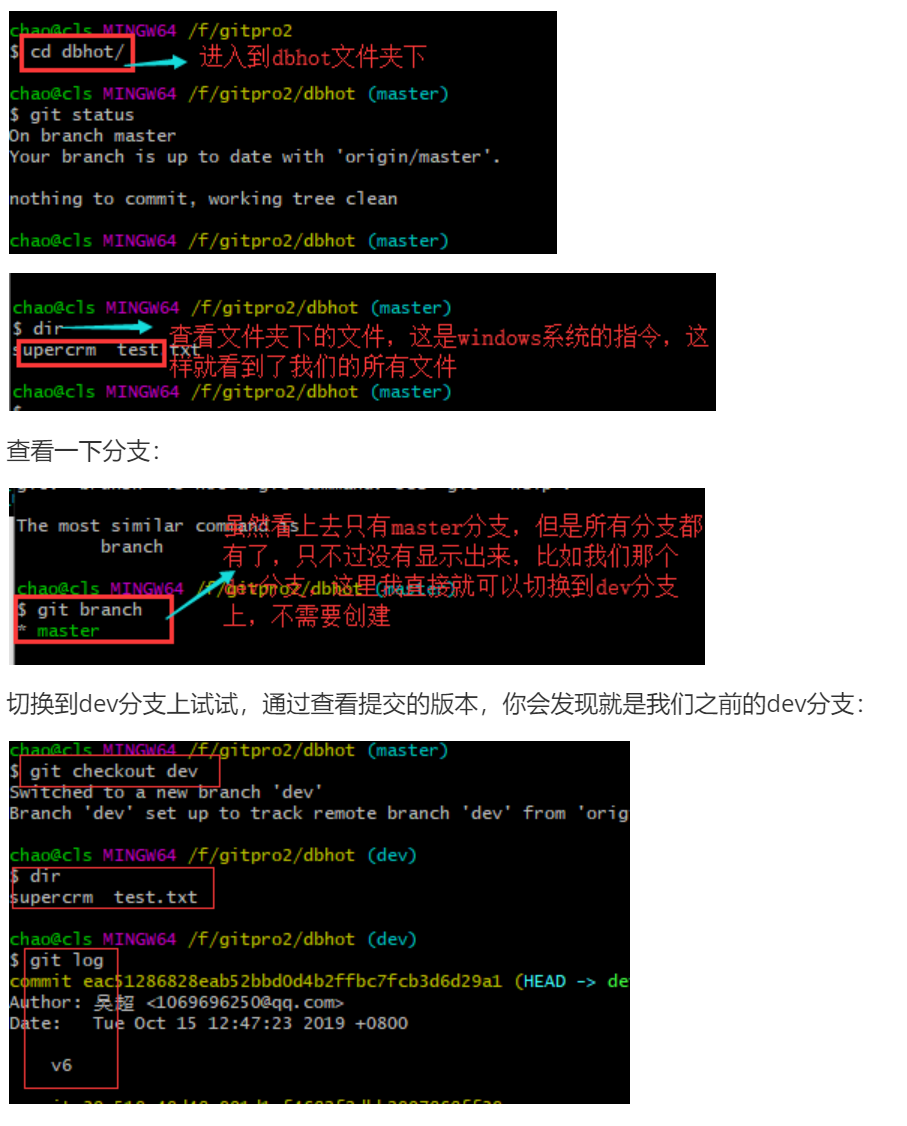 chao@cls MINGW64 /f/gitpro2
$ cd dbhot/
进入到dbhot文件夹下
chao@cls MINGW64 /f/gitpro2/dbhot (master)
$ git status
On branch master
Your branch is up to date with 'origin/master'.
nothing to commit, working tree clean
chao@cls MINGW64 /f/gitpro2/dbhot (master)
chao@cls MINGW64 /f/gitpro2/dbhot (master)
$ dir
查看文件夹下的文件，这是windows系统的指令，这
样就看到了我们的所有文件
supercrm test.txt
chao@cls MINGW64 /f/gitpro2/dbhot (master)
$
查看一下分支：
The most similar command is
branch
虽然看上去只有master分支，但是所有分支都
有了，只不过没有显示出来，比如我们那个
dev分支，这里我直接就可以切换到dev分支
上，不需要创建
chao@cls MINGW64 /f/gitpro2/dbhot (master)
$ git branch
* master
切换到dev分支上试试，通过查看提交的版本，你会发现就是我们之前的dev分支：
chao@cls MINGW64 /f/gitpro2/dbhot (master)
$ git checkout dev
Switched to a new branch 'dev'
Branch 'dev' set up to track remote branch 'dev' from 'orig
chao@cls MINGW64 /f/gitpro2/dbhot (dev)
$ dir
supercrm test.txt
chao@cls MINGW64 /f/gitpro2/dbhot (dev)
$ git log
commit eac51286828eab52bbd0d4b2ffbc7fcb3d6d29a1 (HEAD -> de
Author: 吴超 <1069696250@qq.com>
Date: Tue Oct 15 12:47:23 2019 +0800
v6